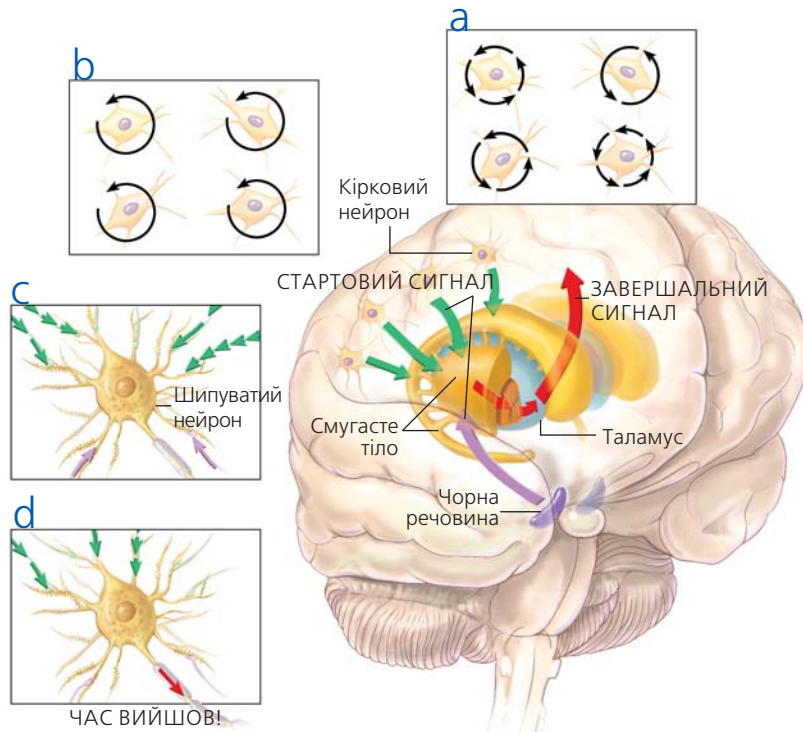 a
b
Кірковий
нейрон
СТАРТОВИЙ СИГНАЛ
ЗАВЕРШАЛЬНИЙ
СИГНАЛ
c
Шипуватий
нейрон
Смугасте
тіло
Таламус
Чорна
речовина
d
ЧАС ВИЙШОВ!